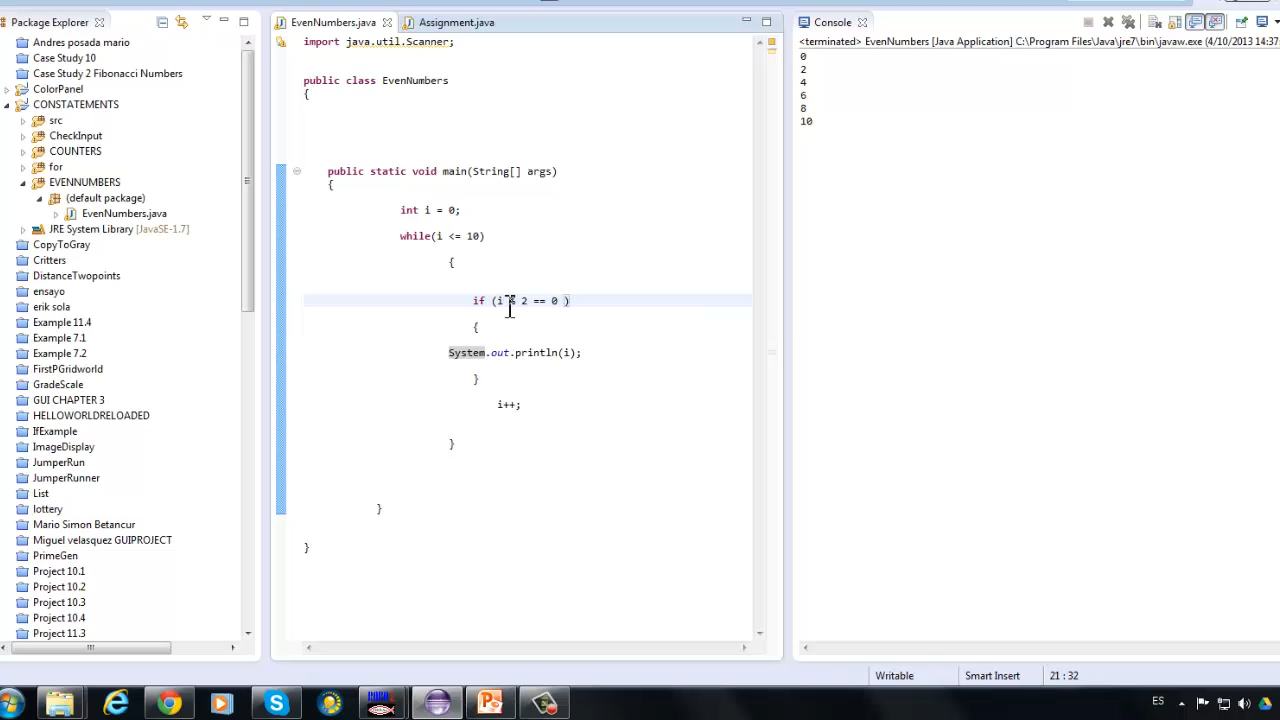 Package Explorer
Andres posada mario
Case Study 10
Case Study 2 Fibonacci Numbers
ColorPanel
CONSTATEMENTS
src
CheckInput
COUNTERS
for
EVENNUMBERS
(default package)
EvenNumbers.java
JRE System Library [JavaSE-1.7]
CopyToGray
Critters
DistanceTwopoints
ensayo
erik sola
Example 11.4
Example 7.1
Example 7.2
FirstPGridworld
GradeScale
GUI CHAPTER 3
HELLOWORLDRELOADED
IfExample
ImageDisplay
JumperRun
JumperRunner
List
lottery
Mario Simon Betancur
Miguel velasquez GUIPROJECT
PrimeGen
Project 10.1
Project 10.2
Project 10.3
Project 10.4
Project 11.3
EvenNumbers.java Assignment.java
import java.util.Scanner;
public class EvenNumbers
{
public static void main(String[] args)
{
int i = 0;
while(i <= 10)
{
if (i % 2 == 0 )
{
System.out.println(i);
}
i++;
}
}
}
Console
<terminated> EvenNumbers [Java Application] C:\Program Files\Java\jre7\bin\javaw.exe (4/10/2013 14:37:
0
2
4
6
8
10
Writable Smart Insert 21 : 32
ES